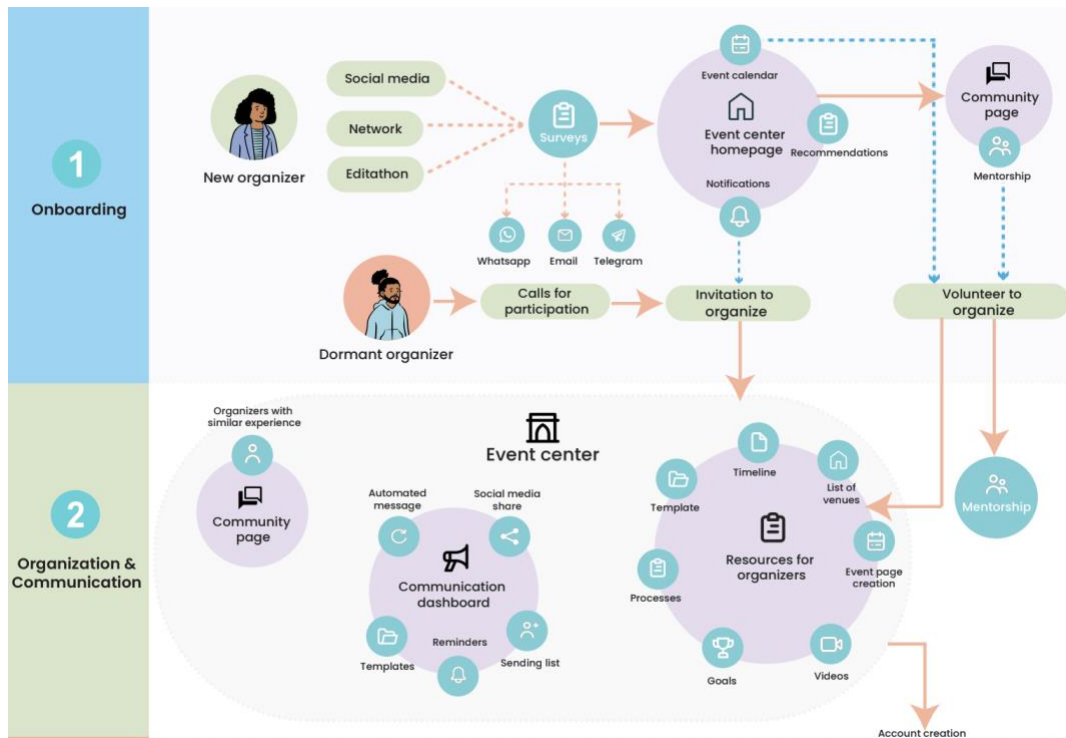 1
Onboarding
New organizer
Social media
Network
Editathon
Surveys
Whatsapp
Email
Telegram
Event calendar
Event center
homepage
Recommendations
Notifications
Community
page
Mentorship
Dormant organizer
Calls for
participation
Invitation to
organize
Volunteer to
organize
2
Organization &
Communication
Event center
Organizers with
similar experience
Community
page
Automated
message
Social media
share
Communication
dashboard
Templates
Reminders
Sending list
Timeline
List of
venues
Template
Resources for
organizers
Event page
creation
Processes
Goals
Videos
Mentorship
Account creation